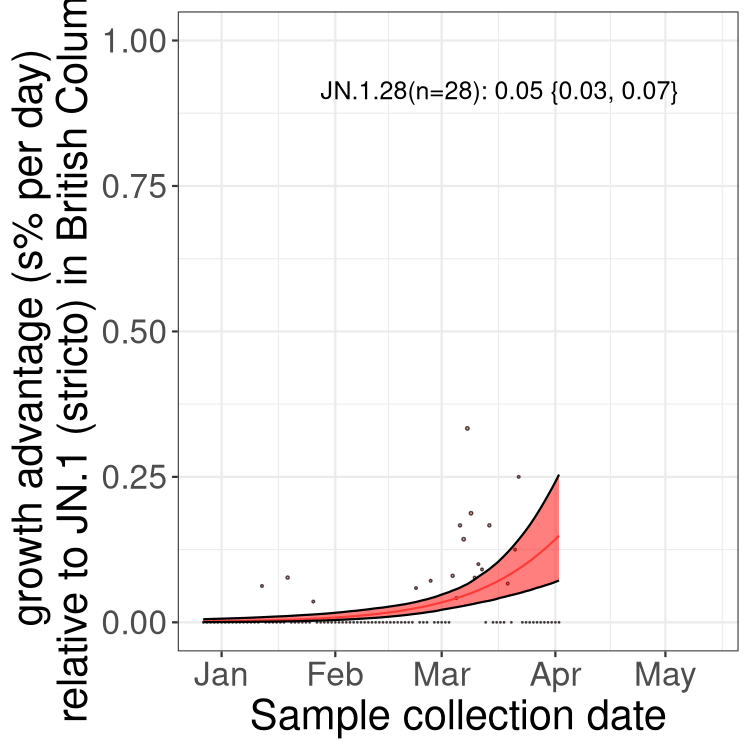 growth advantage (s% per day)
relative to JN.1 (stricto) in British Colum
1.00
0.75
0.50
0.25
0.00
JN.1.28(n=28): 0.05 {0.03, 0.07}
Jan Feb Mar Apr May
Sample collection date